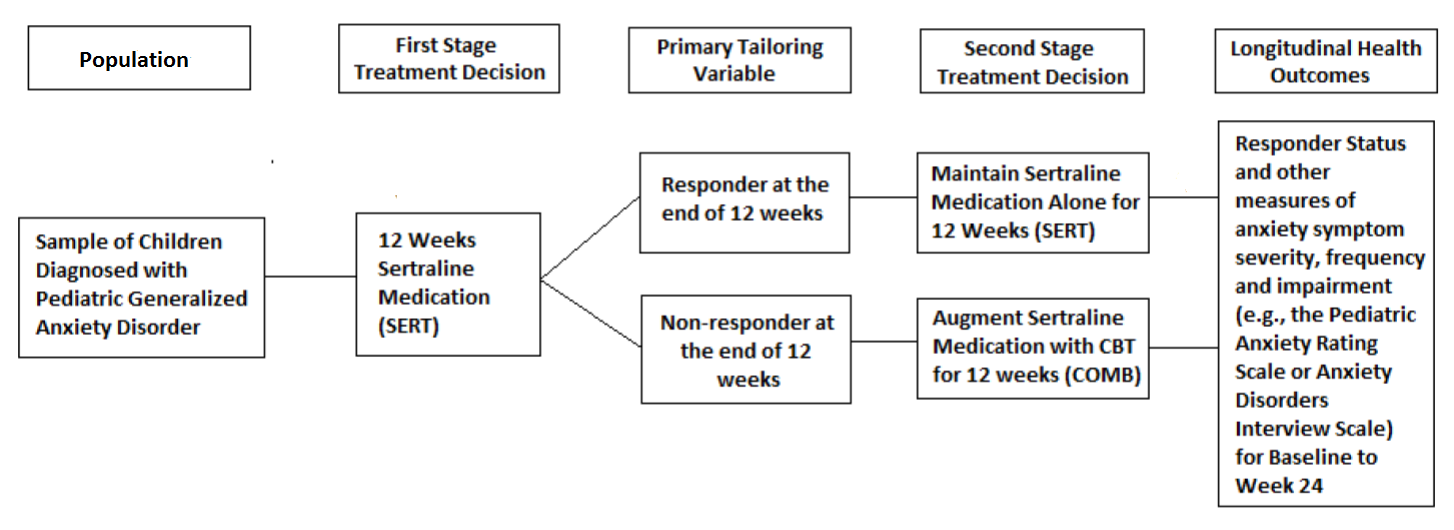 Population
First Stage
Treatment Decision
Primary Tailoring
Variable
Second Stage
Treatment Decision
Longitudinal Health
Outcomes
Sample of Children
Diagnosed with
Pediatric Generalized
Anxiety Disorder
12 Weeks
Sertraline
Medication
(SERT)
Responder at the
end of 12 weeks
Non-responder at
the end of 12
weeks
Maintain Sertraline
Medication Alone for
12 Weeks (SERT)
Augment Sertraline
Medication with CBT
for 12 weeks (COMB)
Responder Status
and other
measures of
anxiety symptom
severity, frequency
and impairment
(e.g., the Pediatric
Anxiety Rating
Scale or Anxiety
Disorders
Interview Scale)
for Baseline to
Week 24